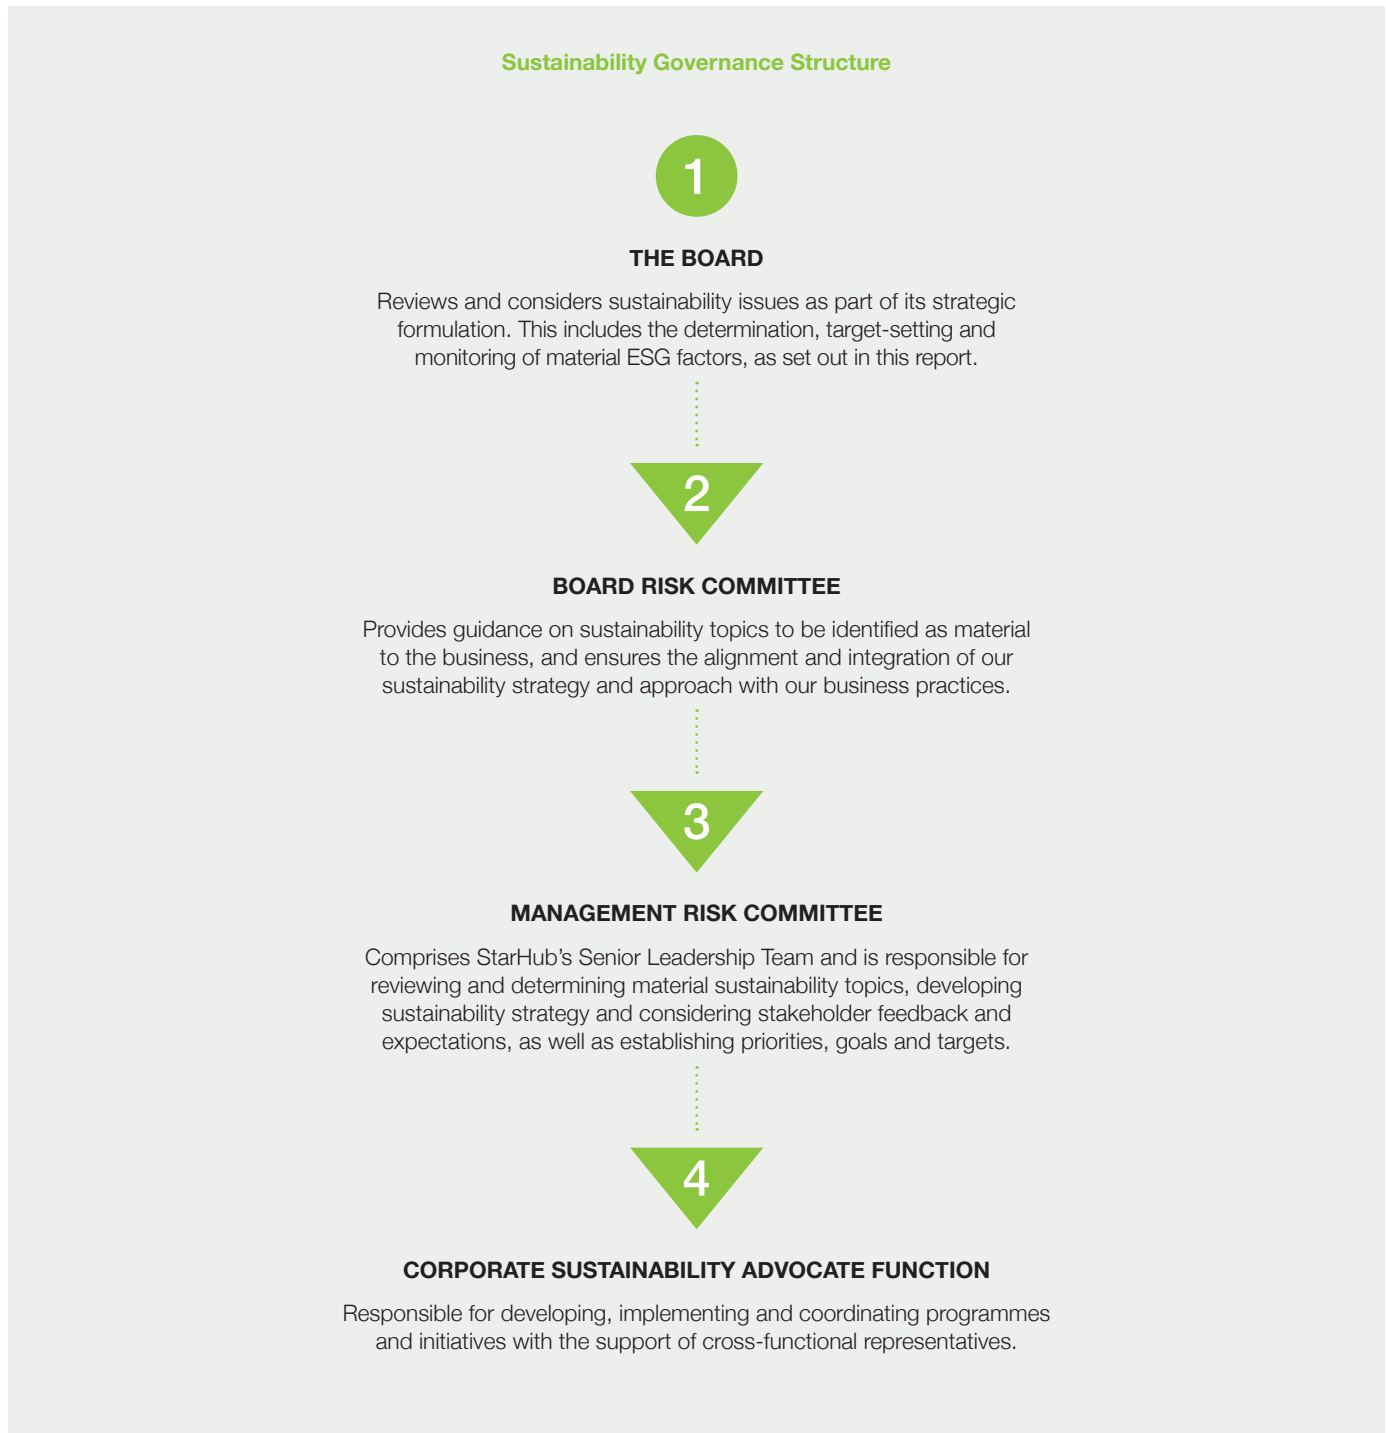 Sustainability Governance Structure
1
THE BOARD
Reviews and considers sustainability issues as part of its strategic
formulation. This includes the determination, target-setting and
monitoring of material ESG factors, as set out in this report.
2
BOARD RISK COMMITTEE
Provides guidance on sustainability topics to be identified as material
to the business, and ensures the alignment and integration of our
sustainability strategy and approach with our business practices.
3
MANAGEMENT RISK COMMITTEE
Comprises StarHub’s Senior Leadership Team and is responsible for
reviewing and determining material sustainability topics, developing
sustainability strategy and considering stakeholder feedback and
expectations, as well as establishing priorities, goals and targets.
4
CORPORATE SUSTAINABILITY ADVOCATE FUNCTION
Responsible for developing, implementing and coordinating programmes
and initiatives with the support of cross-functional representatives.